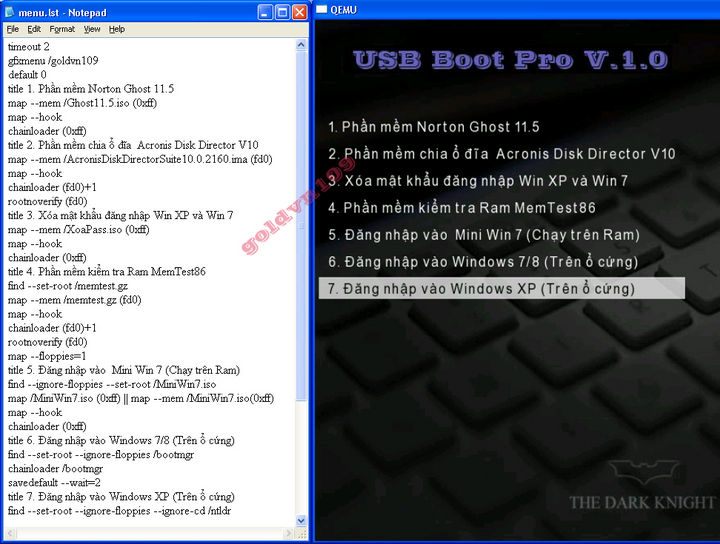 menu.lst - Notepad
File Edit Format View Help
timeout 2
gfxmenu /goldvn109
default 0
title 1. Phần mềm Norton Ghost 11.5
map --mem /Ghost11.5.iso (0xff)
map --hook
chainloader (0xff)
title 2. Phần mềm chia ổ đĩa Acronis Disk Director V10
map --mem /AcronisDiskDirectorSuite10.0.2160.ima (fd0)
map --hook
chainloader (fd0)+1
rootnoverify (fd0)
title 3. Xóa mật khẩu đăng nhập Win XP và Win 7
map --mem /XoaPass.iso (0xff)
map --hook
chainloader (0xff)
title 4. Phần mềm kiểm tra Ram MemTest86
find --set-root /memtest.gz
map --mem /memtest.gz (fd0)
map --hook
chainloader (fd0)+1
rootnoverify (fd0)
map --floppies=1
title 5. Đăng nhập vào Mini Win 7 (Chạy trên Ram)
find --ignore-floppies --set-root /MiniWin7.iso
map /MiniWin7.iso (0xff) || map --mem /MiniWin7.iso(0xff)
map --hook
chainloader (0xff)
title 6. Đăng nhập vào Windows 7/8 (Trên ổ cứng)
find --set-root --ignore-floppies /bootmgr
chainloader /bootmgr
savedefault --wait=2
title 7. Đăng nhập vào Windows XP (Trên ổ cứng)
find --set-root --ignore-floppies --ignore-cd /ntldr
QEMU
USB Boot Pro V.1.0
1. Phần mềm Norton Ghost 11.5
2. Phần mềm chia ổ đĩa Acronis Disk Director V10
3. Xóa mật khẩu đăng nhập Win XP và Win 7
4. Phần mềm kiểm tra Ram MemTest86
5. Đăng nhập vào Mini Win 7 (Chạy trên Ram)
6. Đăng nhập vào Windows 7/8 (Trên ổ cứng)
7. Đăng nhập vào Windows XP (Trên ổ cứng)
THE DARK KNIGHT
goldvn109